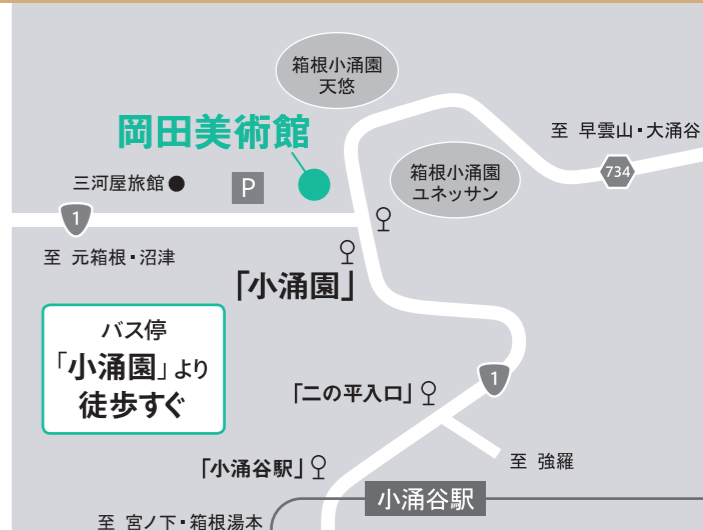 箱根小涌園
天悠
岡田美術館
至 早雲山・大涌谷
734
箱根小涌園
ユネッサン
三河屋旅館
P
1
至 元箱根・沼津
「小涌園」
バス停
「小涌園」より
徒歩すぐ
1
「二の平入口」
至 強羅
「小涌谷駅」
小涌谷駅
至 宮ノ下・箱根湯本